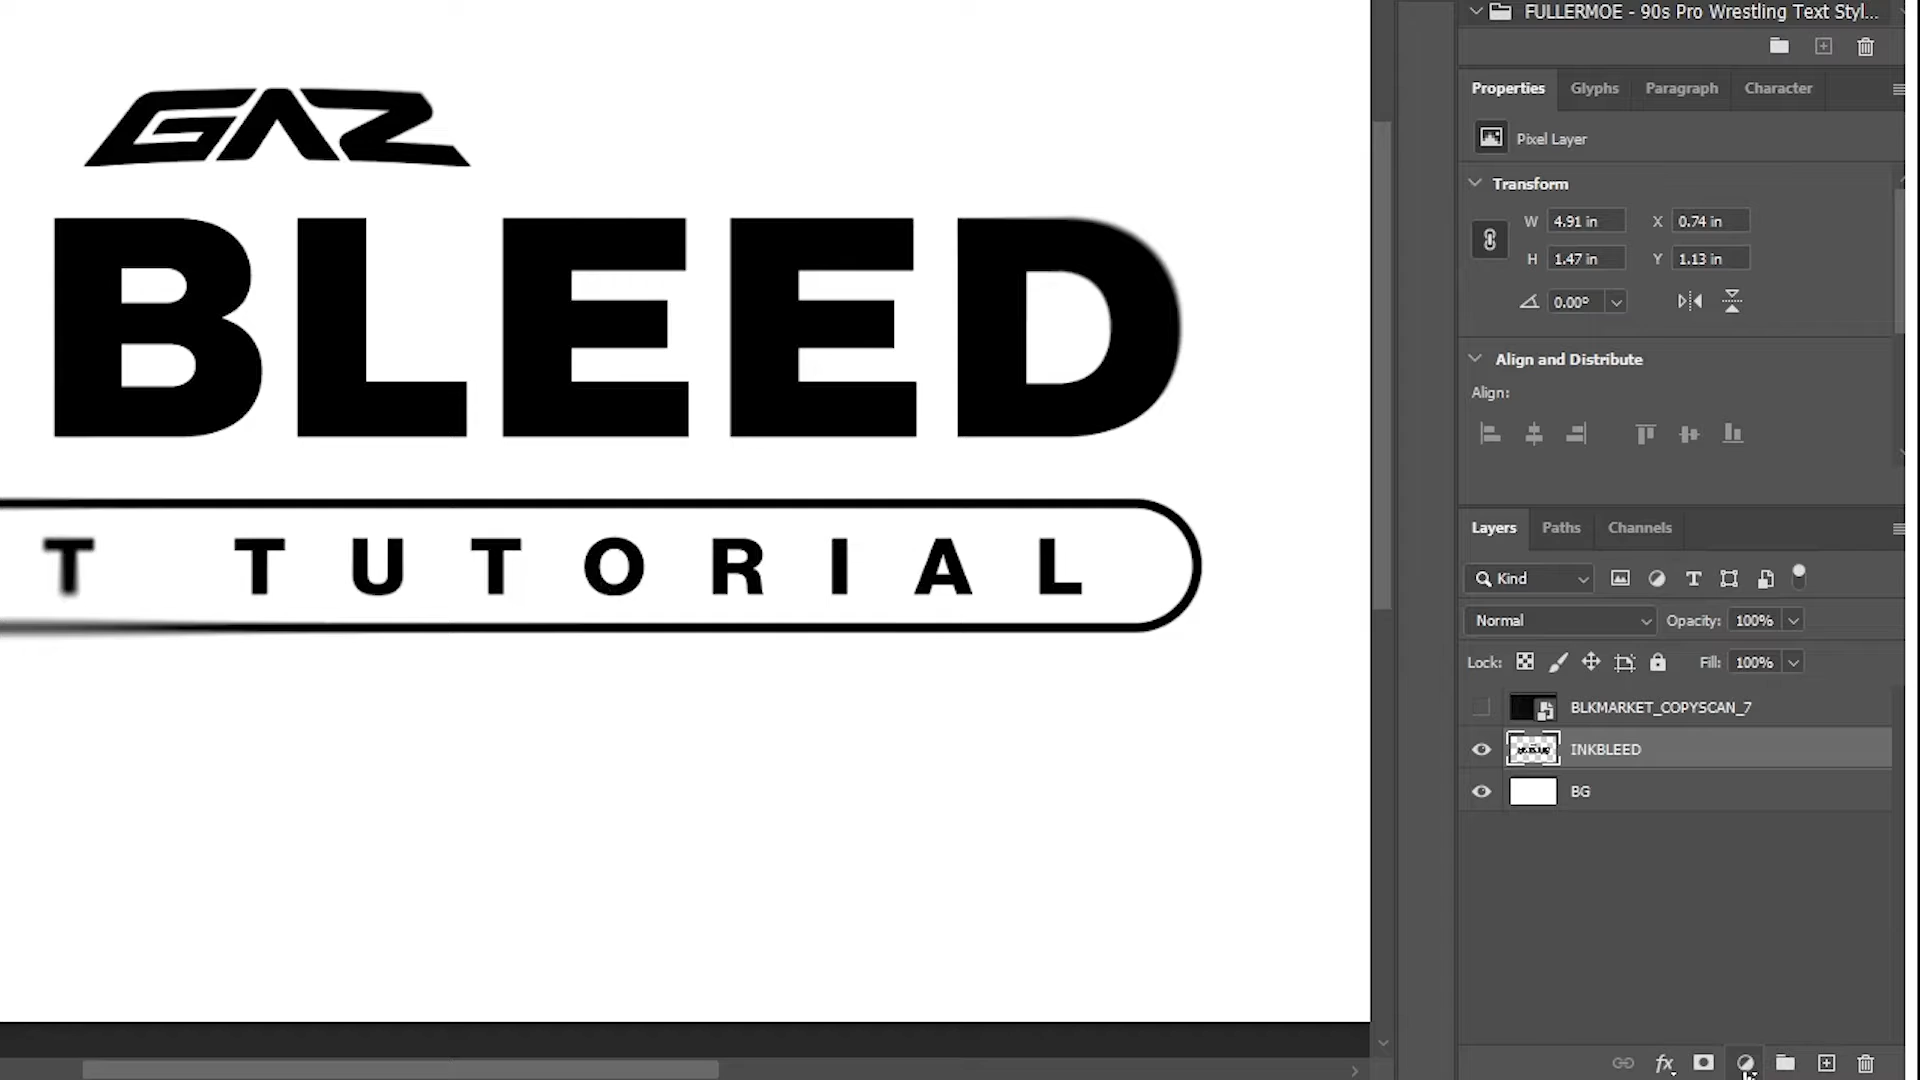 FULLERMOE - 90s Pro Wrestling Text Styl...
GAZ
Properties Glyphs Paragraph Character
Pixel Layer
Transform
W 4.91 in X 0.74 in
H 1.47 in Y 1.13 in
0.00°
BLEED
Align and Distribute
Align:
T TUTORIAL
Layers Paths Channels
Kind
Normal Opacity: 100%
Lock: Fill: 100%
BLKMARKET_COPYSCAN_7
INKBLEED
BG
fx